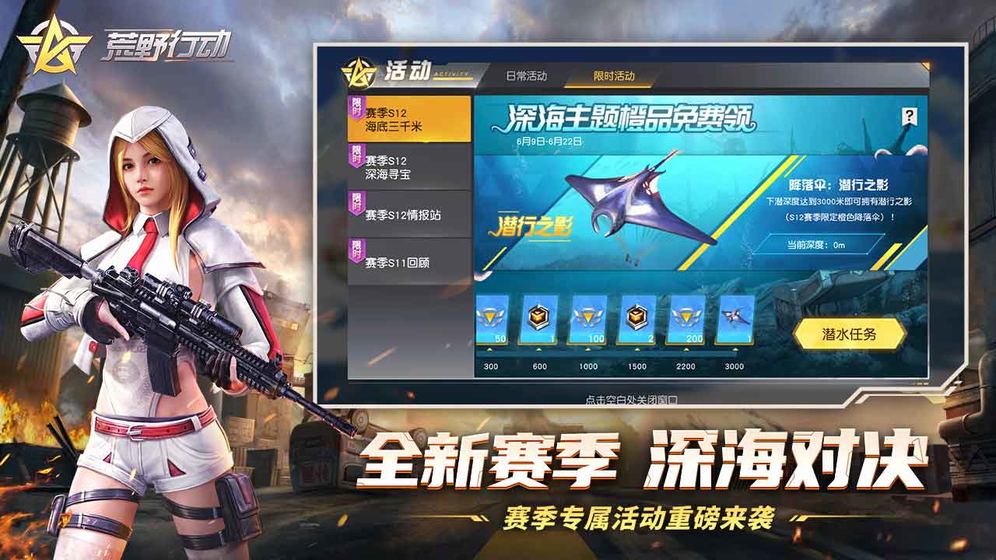 荒野行动
活动 ACTIVITY
日常活动
限时活动
限时
赛季S12
海底三千米
限时
赛季S12
深海寻宝
限时
赛季S12情报站
限时
赛季S11回顾
深海主题橙品免费领
6月9日-6月22日
?
潜行之影
降落伞：潜行之影
下潜深度达到3000米即可拥有潜行之影
（S12赛季限定橙色降落伞）！
当前深度：0m
50 1 100 2 200 1
300 600 1000 1500 2200 3000
潜水任务
点击空白处关闭窗口
全新赛季 深海对决
赛季专属活动重磅来袭